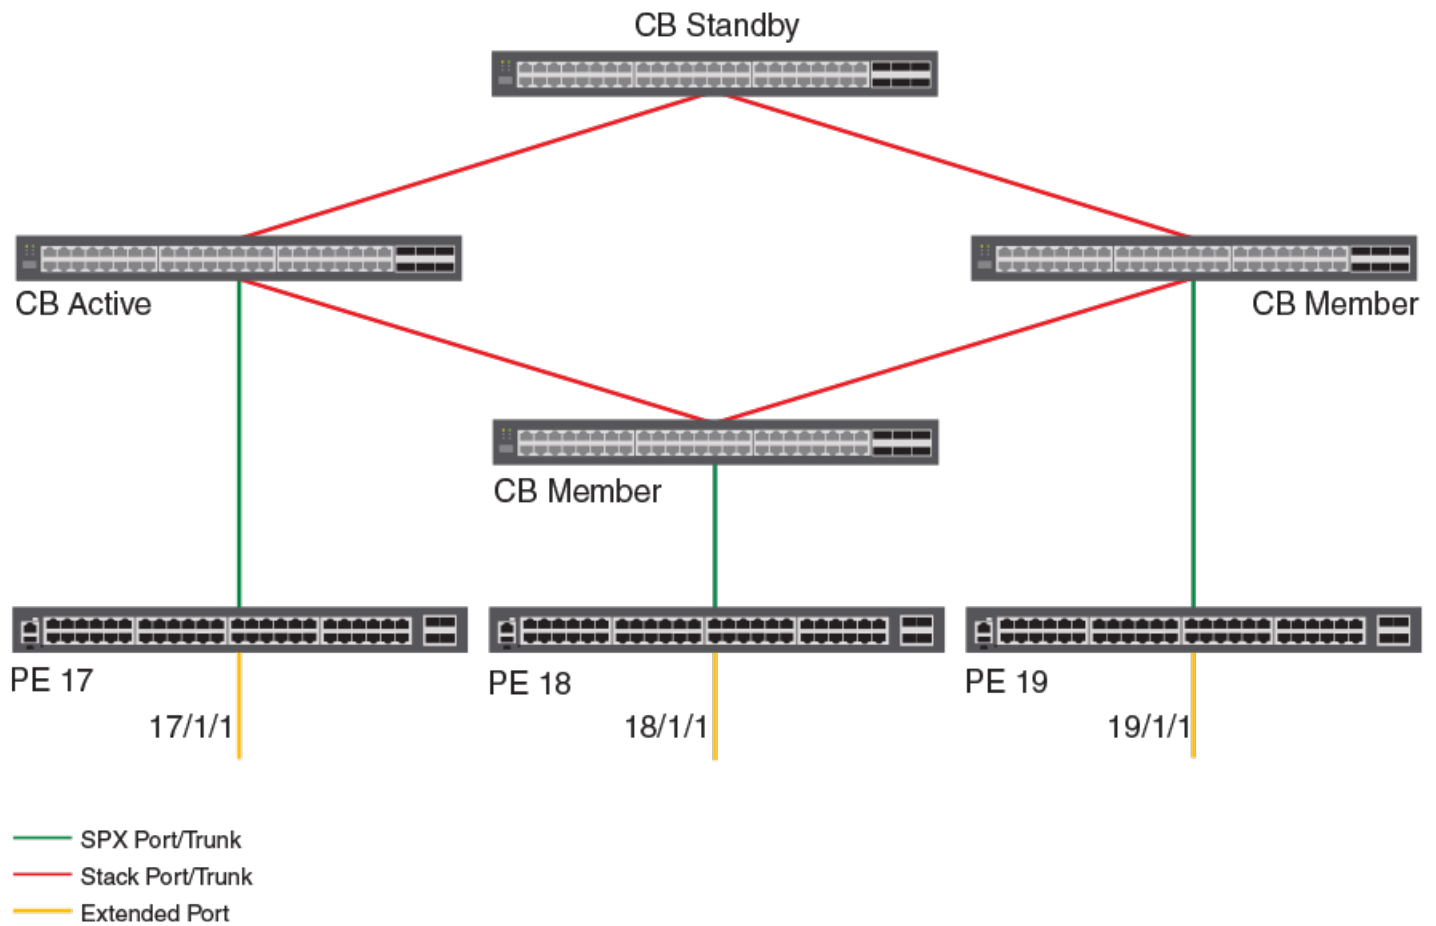 CB Standby
CB Active
CB Member
CB Member
PE 17
PE 18
PE 19
17/1/1
18/1/1
19/1/1
SPX Port/Trunk
Stack Port/Trunk
Extended Port